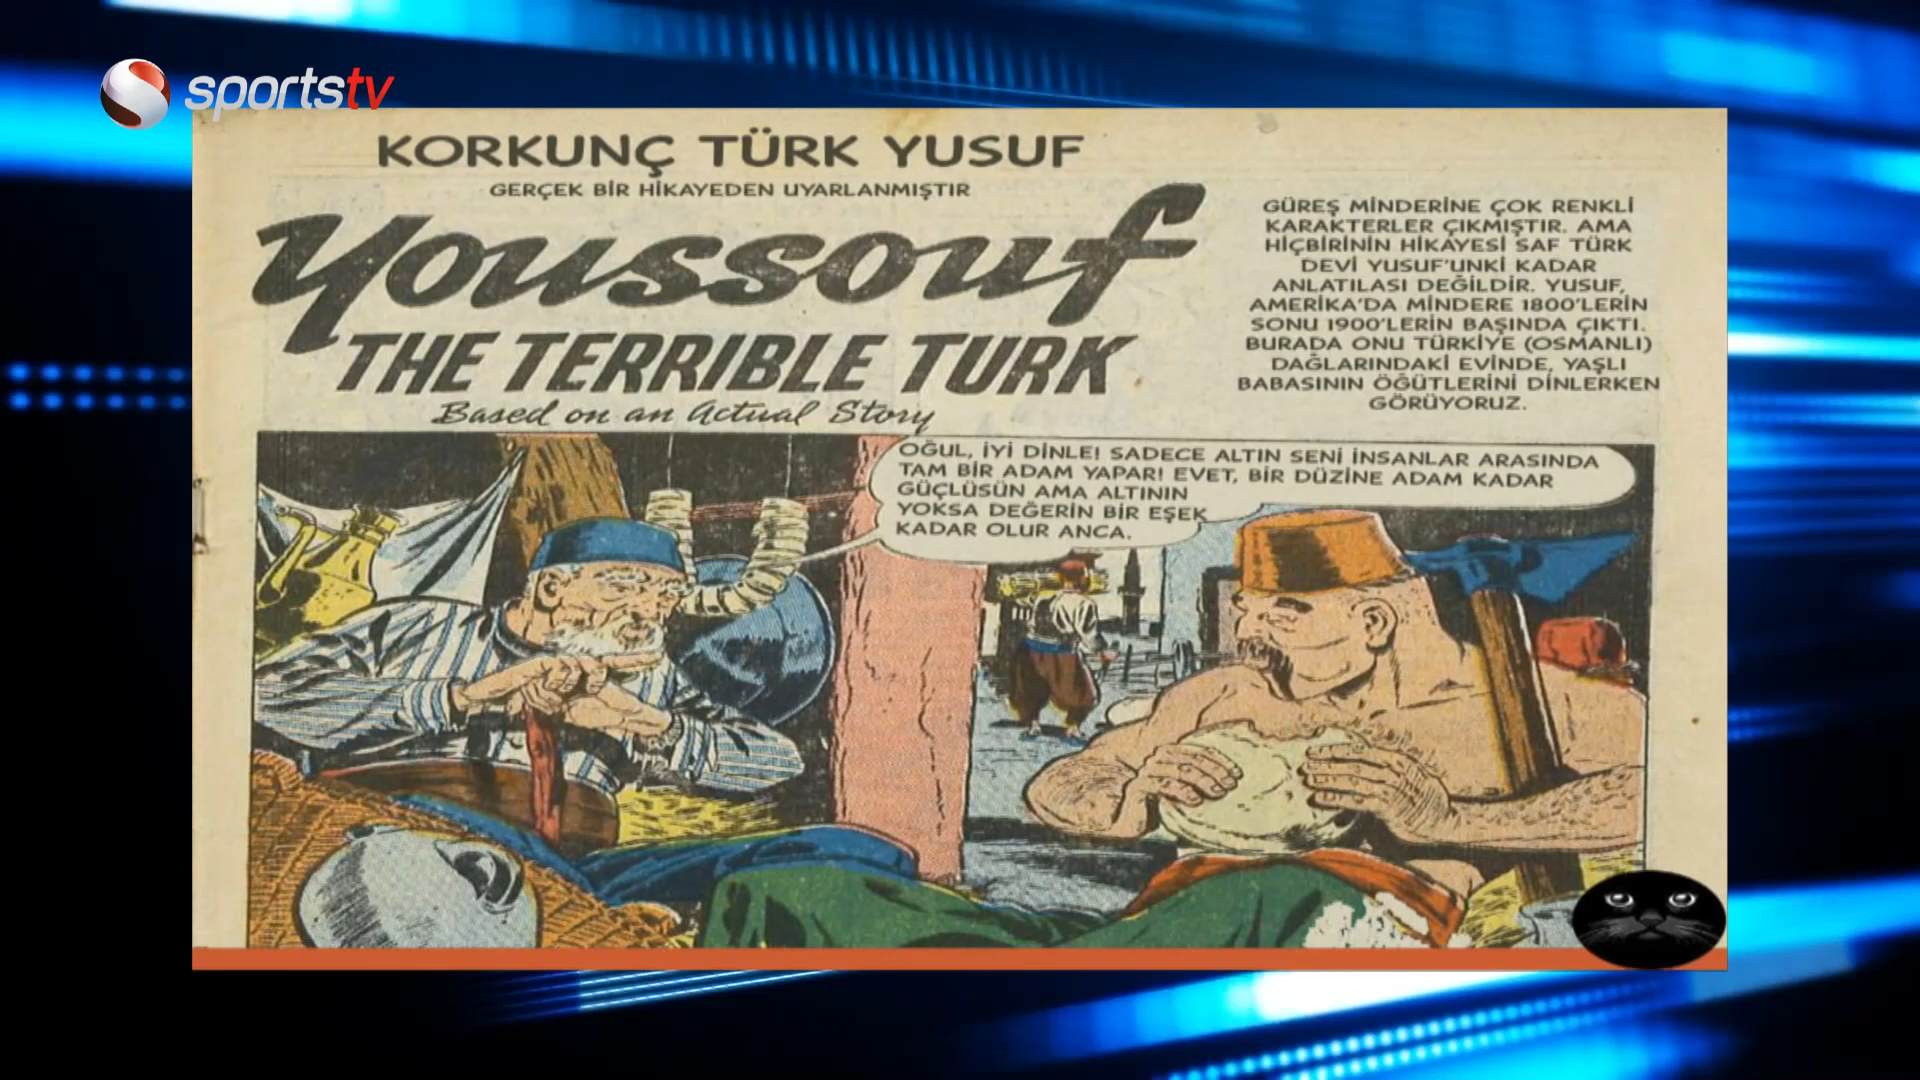 sportstv
KORKUNÇ TÜRK YUSUF
GERÇEK BİR HİKAYEDEN UYARLANMIŞTIR
Youssouf
THE TERRIBLE TURK
Based on an Actual Story
GÜREŞ MİNDERİNE ÇOK RENKLİ
KARAKTERLER ÇIKMIŞTIR. AMA
HİÇBİRİNİN HİKAYESİ SAF TÜRK
DEVİ YUSUF'UNKİ KADAR
ANLATILASI DEĞİLDİR. YUSUF,
AMERİKA'DA MİNDERE 1800'LERİN
SONU 1900'LERİN BAŞINDA ÇIKTI.
BURADA ONU TÜRKİYE (OSMANLI)
DAĞLARINDAKİ EVİNDE, YAŞLI
BABASININ ÖĞÜTLERİNİ DİNLERKEN
GÖRÜYORUZ.
OĞUL, İYİ DİNLE! SADECE ALTIN SENİ İNSANLAR ARASINDA
TAM BİR ADAM YAPAR! EVET, BİR DÜZİNE ADAM KADAR
GÜÇLÜSÜN AMA ALTININ
YOKSA DEĞERİN BİR EŞEK
KADAR OLUR ANCA.